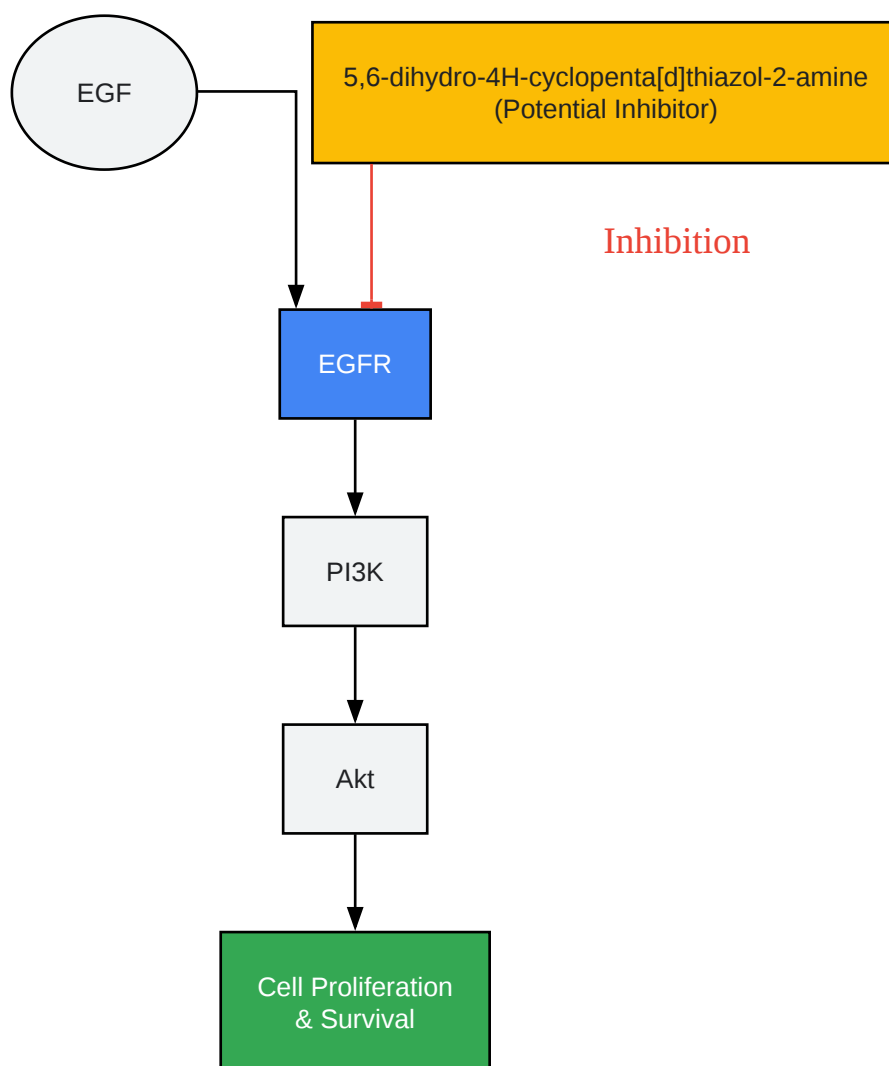 EGF
5,6-dihydro-4H-cyclopenta[d]thiazol-2-amine
(Potential Inhibitor)
Inhibition
EGFR
PI3K
Akt
Cell Proliferation
& Survival